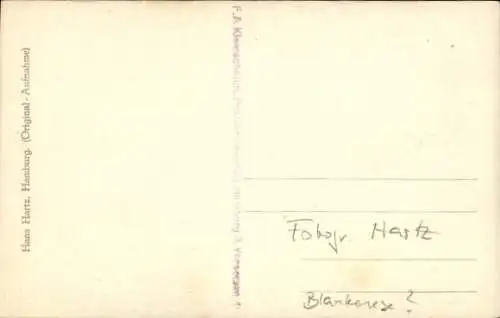 Hans Hartz, Hamburg. (Original-Aufnahme)
F. A.
Fotogr Hartz
Blankenese?